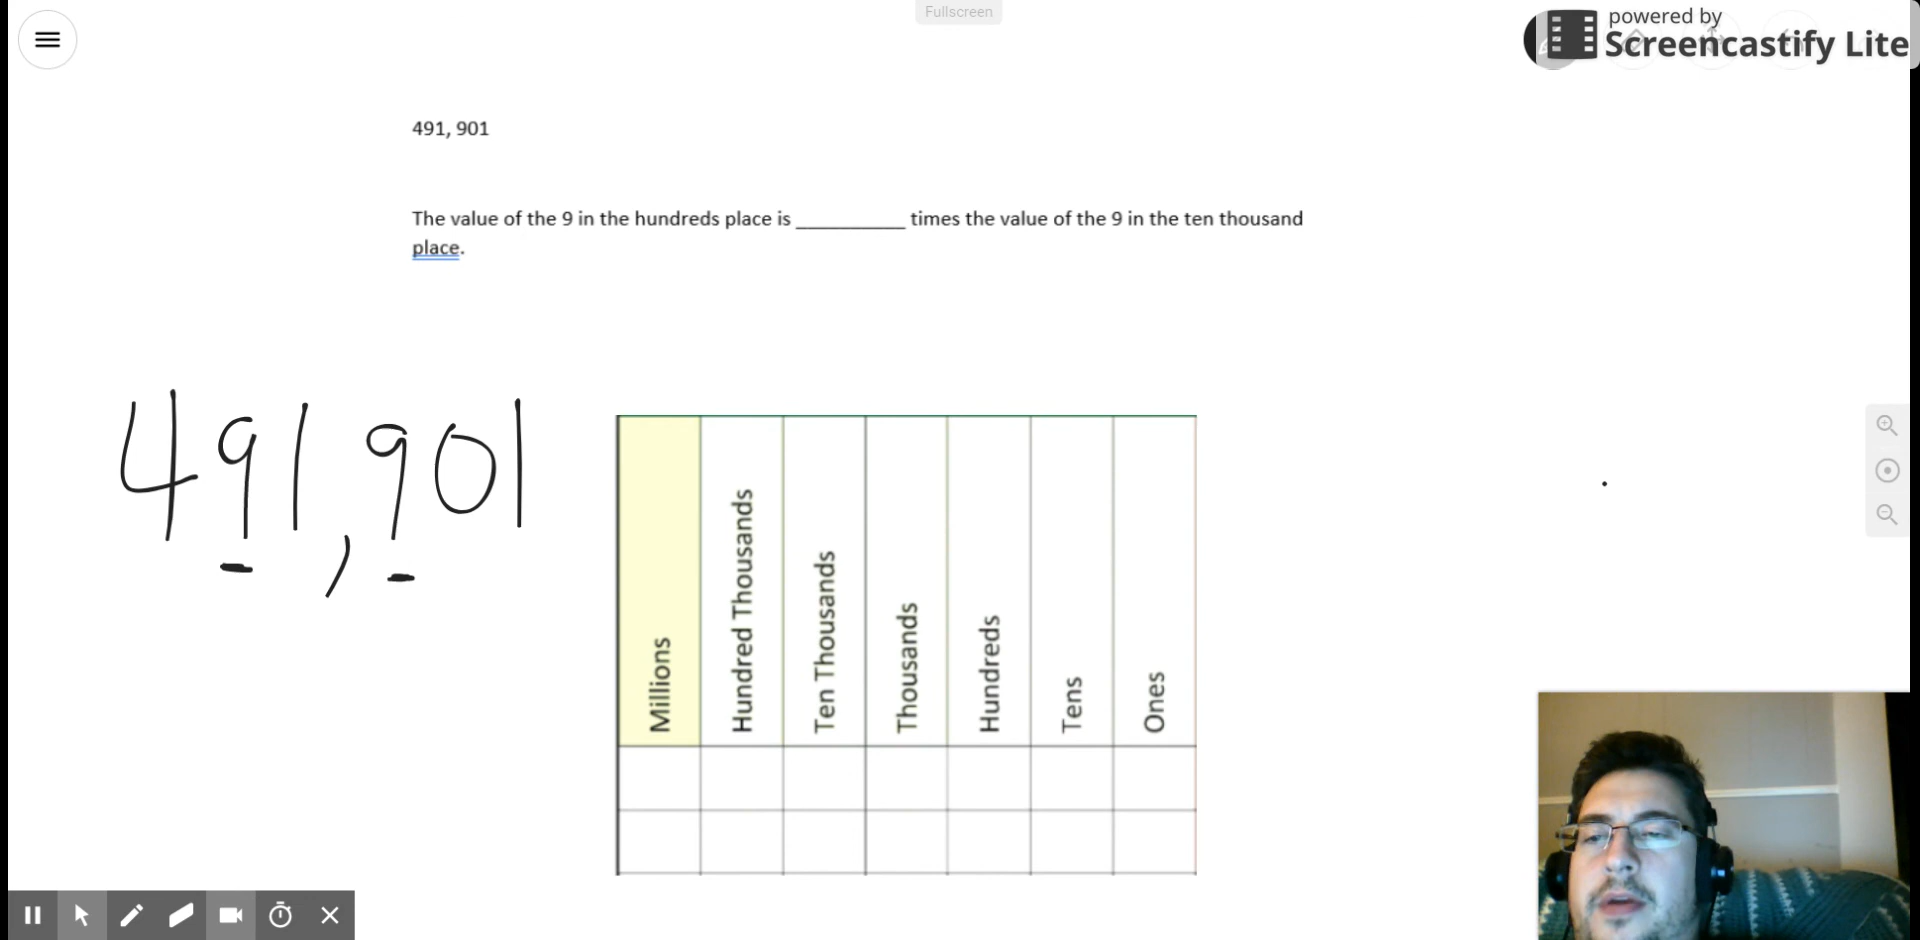 Fullscreen
powered by
Screencastify Lite
491, 901
The value of the 9 in the hundreds place is __________ times the value of the 9 in the ten thousand
place.
491,901
Millions
Hundred Thousands
Ten Thousands
Thousands
Hundreds
Tens
Ones